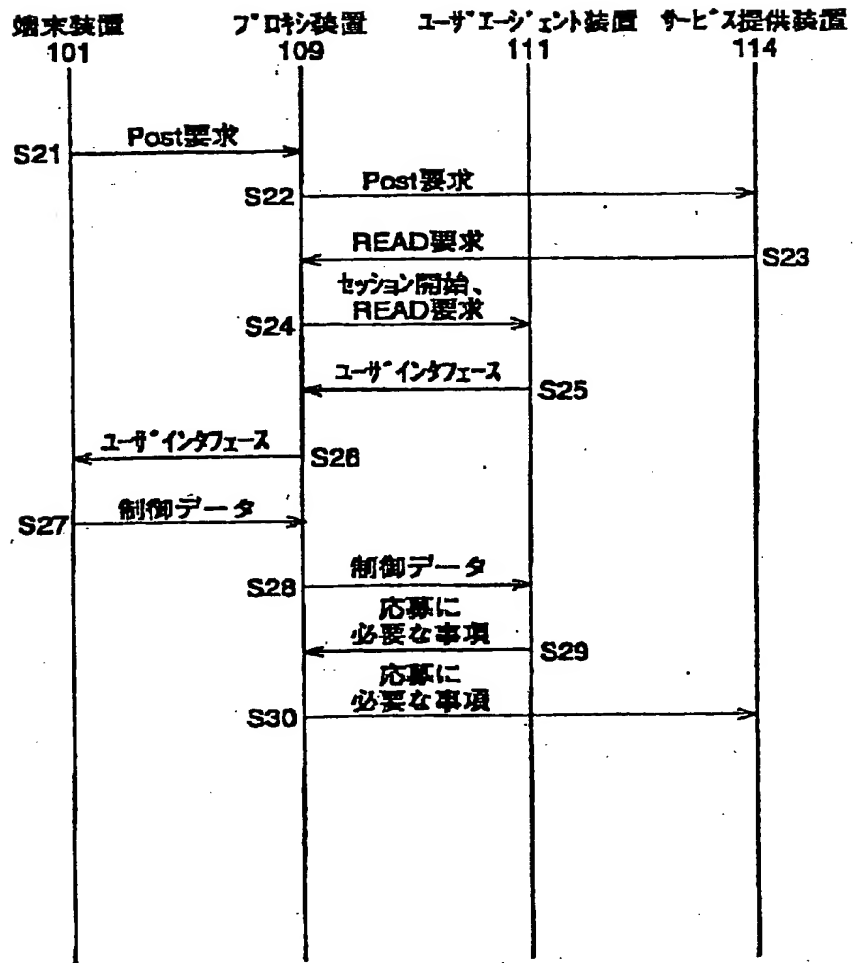 端末装置 プロキシ装置 ユーザエージェント装置 サービス提供装置
101 109 111 114
S21 Post要求
S22 Post要求
READ要求 S23
セッション開始、
S24 READ要求
ユーザインタフェース S25
ユーザインタフェース S26
S27 制御データ
S28 制御データ
応募に
必要な事項 S29
応募に
S30 必要な事項